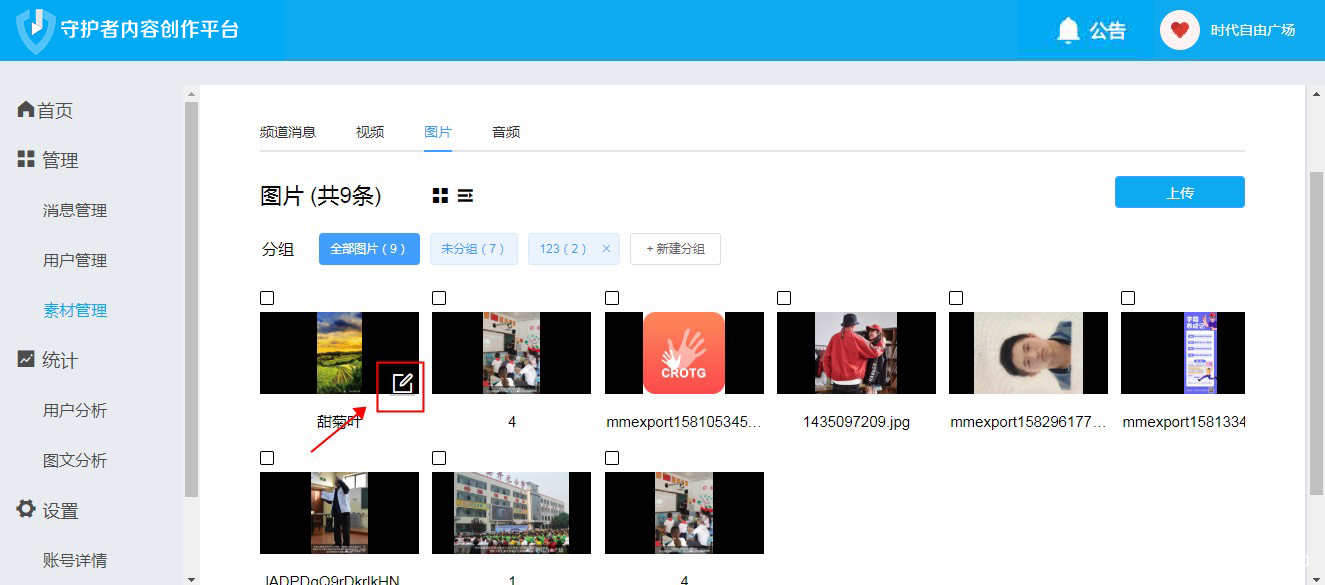 守护者内容创作平台
公告
时代自由广场
首页
管理
消息管理
用户管理
素材管理
统计
用户分析
图文分析
设置
账号详情
频道消息 视频 图片 音频
图片 (共9条)
上传
分组 全部图片 ( 9 ) 未分组 ( 7 ) 123 ( 2 ) × + 新建分组
CROTG
学霸
养成记
甜菊叶 4 mmexport158105345... 1435097209.jpg mmexport158296177... mmexport1581334
1 4